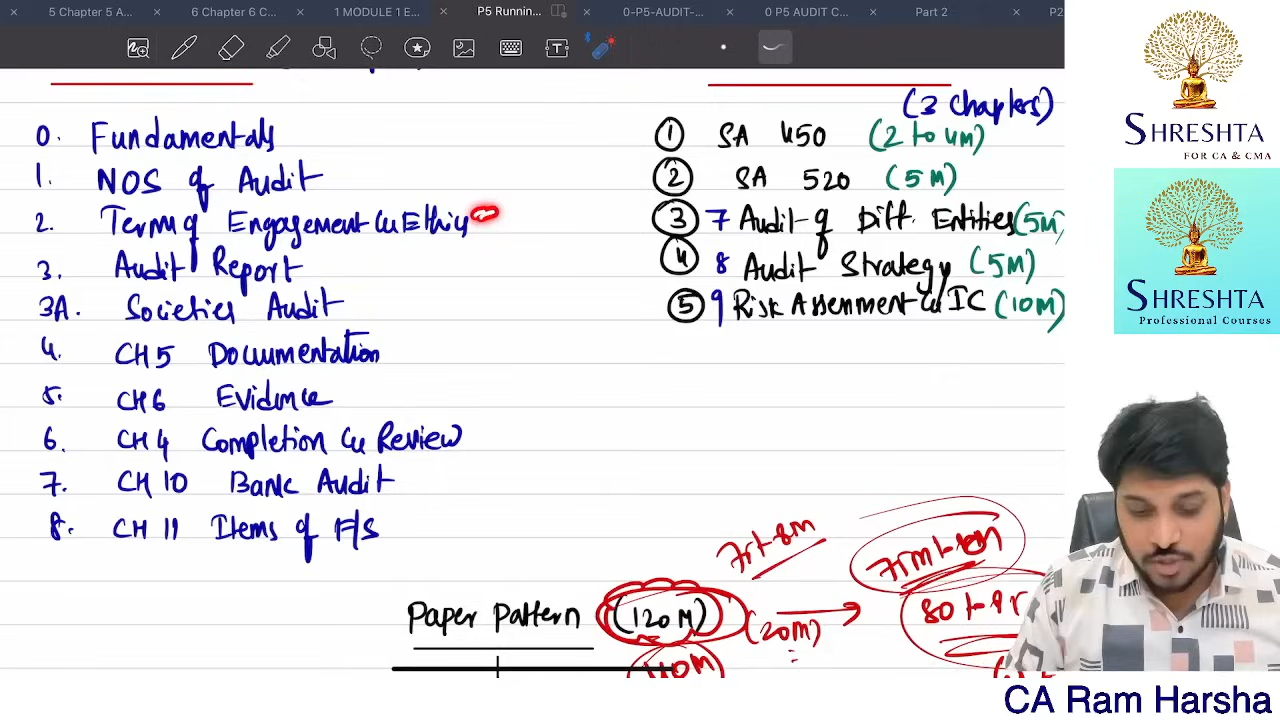 5 Chapter 5 A...
6 Chapter 6 C...
1 MODULE 1 E...
P5 Runnin...
0-P5-AUDIT-...
0 P5 AUDIT C...
Part 2
P2
0. Fundamentals
1. NOS of Audit
2. Term of Engagement & Ethics
3. Audit Report
3A. Societies Audit
4. CH 5 Documentation
5. CH 6 Evidence
6. CH 4 Completion & Review
7. CH 10 Bank Audit
8. CH 11 Items of F/S
(3 Chapters)
① SA 450 (2 to 4M)
② SA 520 (5M)
③ 7 Audit of Diff. Entities (5M)
④ 8 Audit Strategy (5M)
⑤ 9 Risk Assessment & IC (10M)
Paper Pattern (120 M)
(20M)
SHRESHTA
FOR CA & CMA
SHRESHTA
Professional Courses
CA Ram Harsha